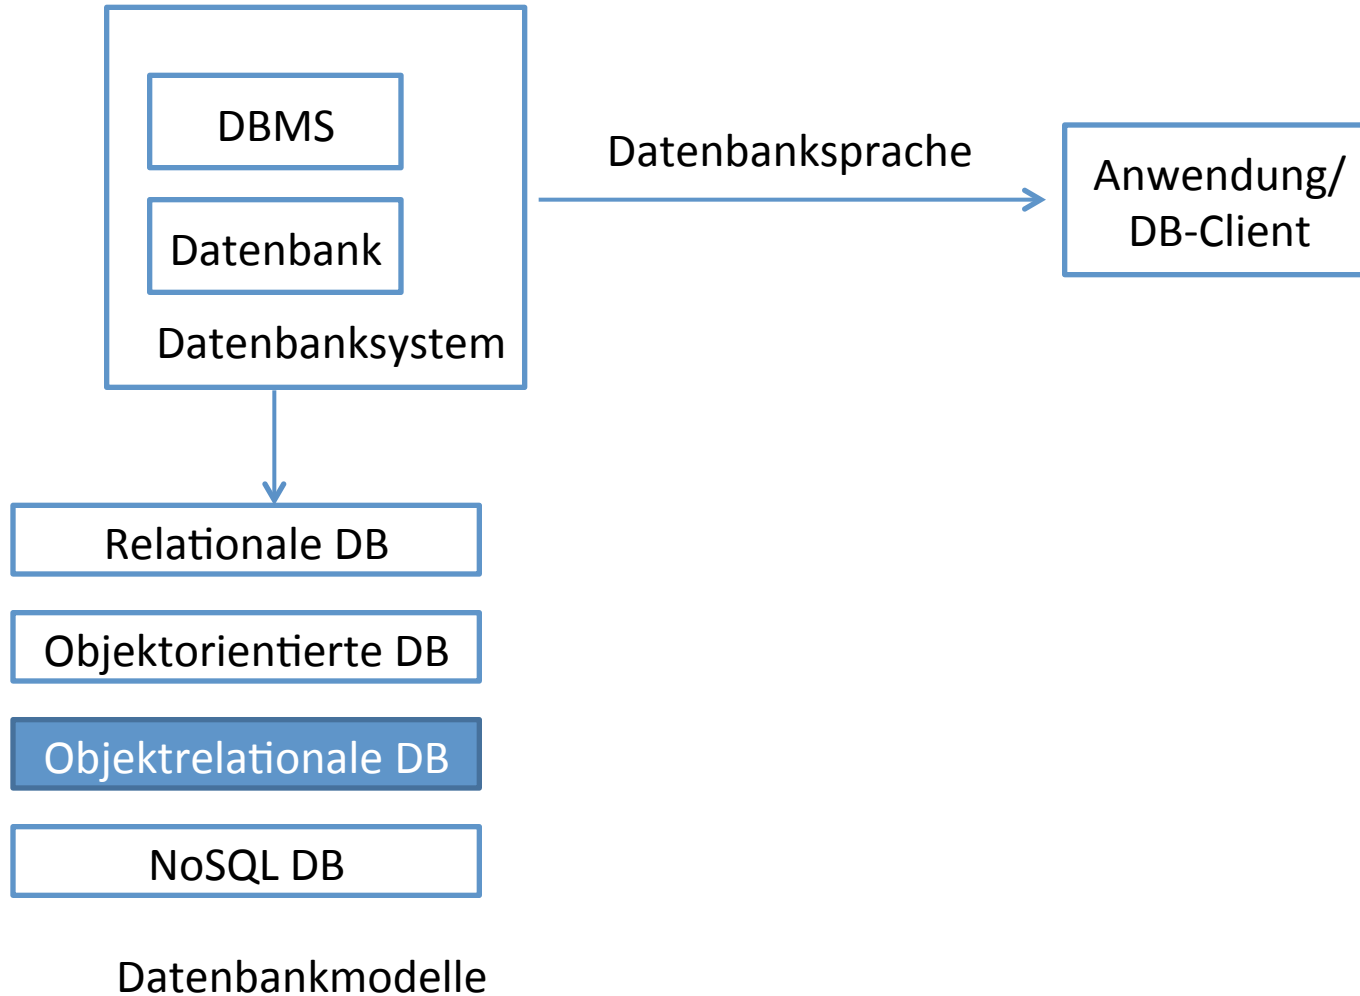 DBMS
Datenbank
Datenbanksystem
Datenbanksprache
Anwendung/
DB-Client
Relationale DB
Objektorientierte DB
Objektrelationale DB
NoSQL DB
Datenbankmodelle